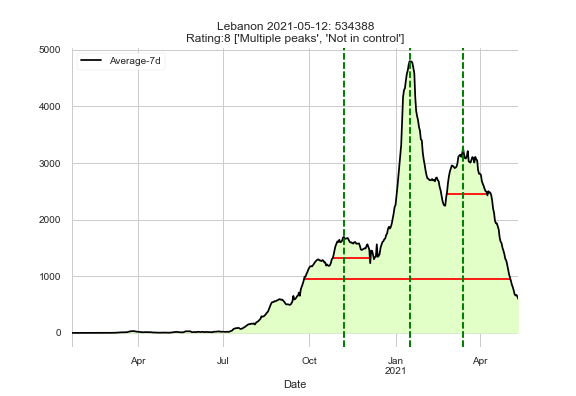 Lebanon 2021-05-12: 534388
Rating:8 ['Multiple peaks', 'Not in control']
Average-7d
5000
4000
3000
2000
1000
0
Apr
Jul
Oct
Jan
2021
Apr
Date